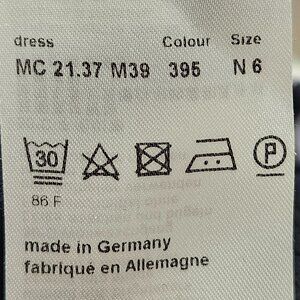 dress Colour Size
MC 21.37 M39 395 N 6
30 P
86 F
made in Germany
fabriqué en Allemagne